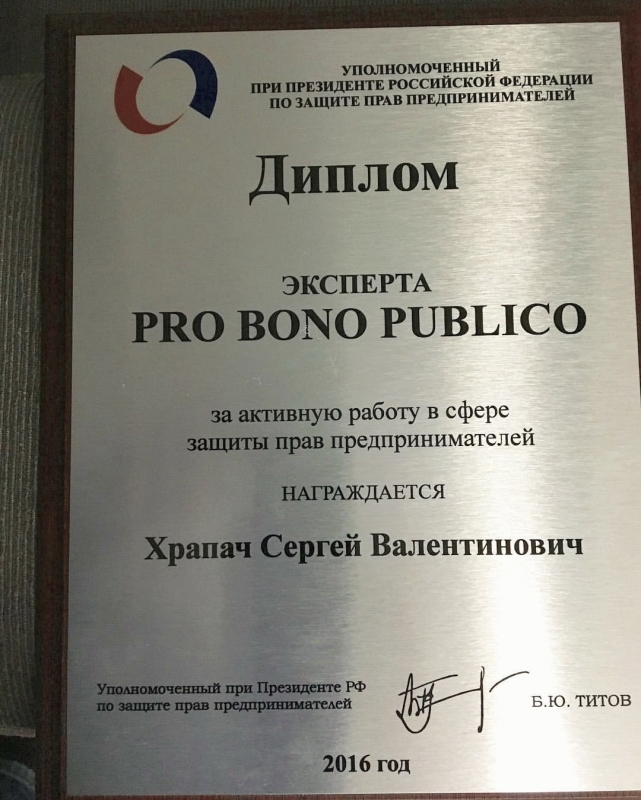 УПОЛНОМОЧЕННЫЙ
ПРИ ПРЕЗИДЕНТЕ РОССИЙСКОЙ ФЕДЕРАЦИИ
ПО ЗАЩИТЕ ПРАВ ПРЕДПРИНИМАТЕЛЕЙ
Диплом
ЭКСПЕРТА
PRO BONO PUBLICO
за активную работу в сфере
защиты прав предпринимателей
НАГРАЖДАЕТСЯ
Храпач Сергей Валентинович
Уполномоченный при Президенте РФ
по защите прав предпринимателей
Б.Ю. ТИТОВ
2016 год